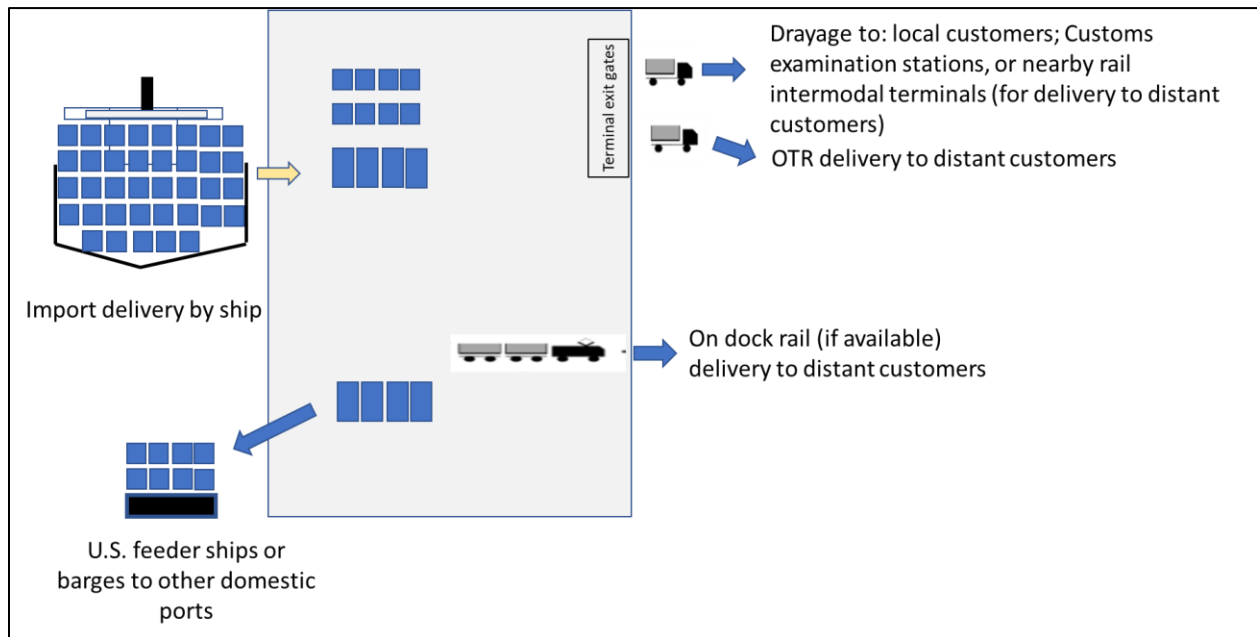 Terminal exit gates
Drayage to: local customers; Customs
examination stations, or nearby rail
intermodal terminals (for delivery to distant
customers)
OTR delivery to distant customers
Import delivery by ship
On dock rail (if available)
delivery to distant customers
U.S. feeder ships or
barges to other domestic
ports